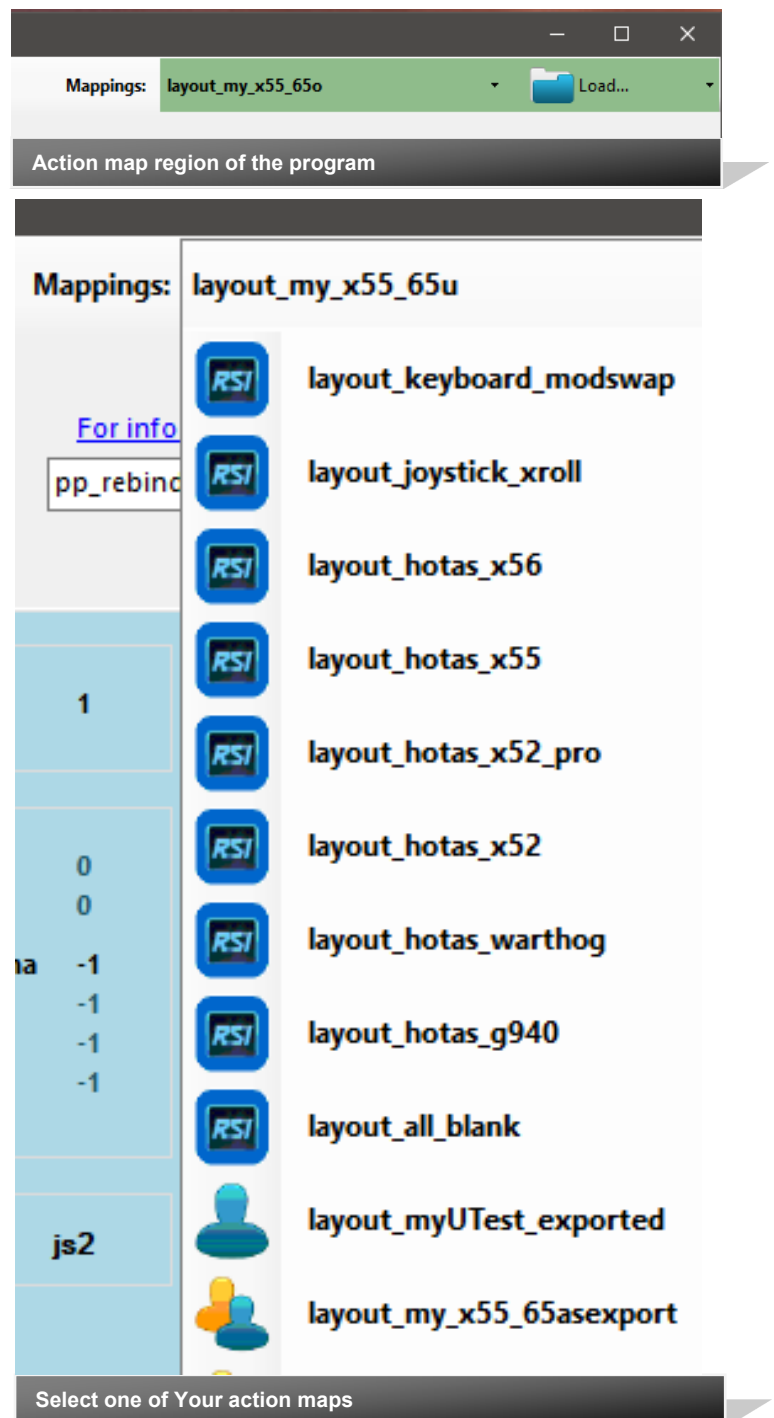 Mappings: layout_my_x55_65o Load...
Action map region of the program
Mappings: layout_my_x55_65u
RSI layout_keyboard_modswap
For info
RSI layout_joystick_xroll
pp_rebind
RSI layout_hotas_x56
RSI layout_hotas_x55
1
RSI layout_hotas_x52_pro
RSI layout_hotas_x52
0
0
RSI layout_hotas_warthog
na -1
-1
RSI layout_hotas_g940
-1
-1
RSI layout_all_blank
layout_myUTest_exported
js2
layout_my_x55_65asexport
Select one of Your action maps